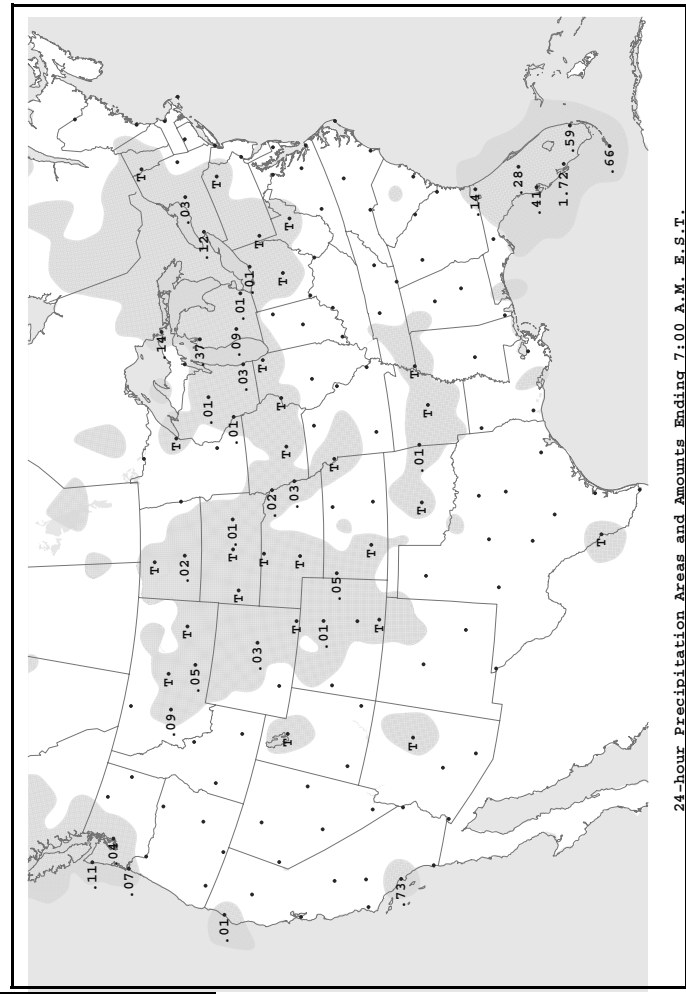 .11
.04
.07
T
T
.14
T
.09
T
.02
.03
T
.05
.37
.12
.01
T
.01
.01
T
.01
.09
T
.01
.03
.01
.03
T
T
T
.02
T
T
T
T
T
.03
T
T
.01
T
.05
T
T
.73
T
T
.01
T
T
.14
.28
.41
1.72
.59
T
.66
24-hour Precipitation Areas and Amounts Ending 7:00 A.M. E.S.T.